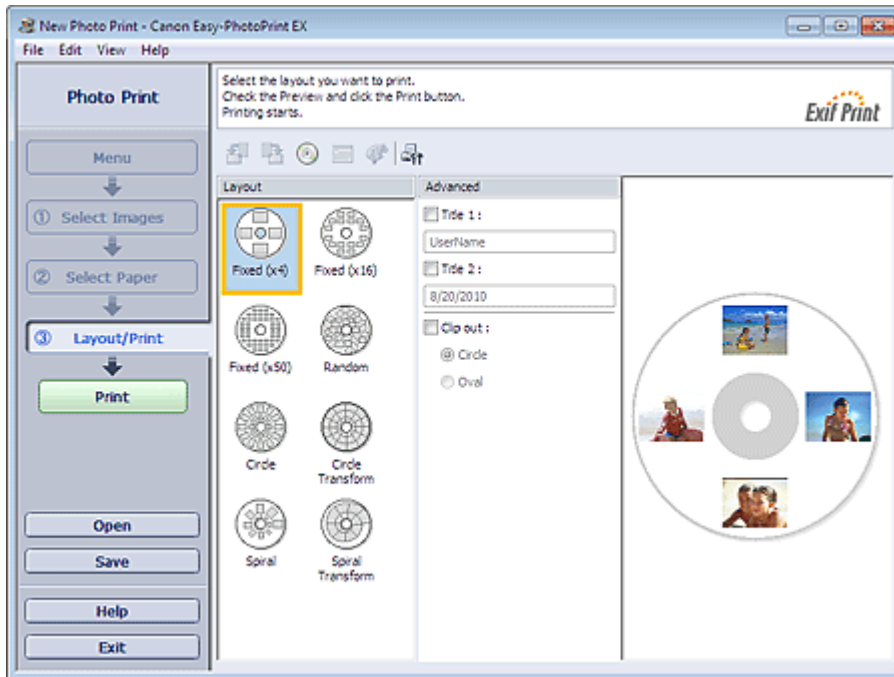 New Photo Print - Canon Easy-PhotoPrint EX
File Edit View Help
Photo Print
Select the layout you want to print.
Check the Preview and click the Print button.
Printing starts.
Exif Print
Menu
① Select Images
② Select Paper
③ Layout/Print
Print
Open
Save
Help
Exit
Layout
Fixed (x4)
Fixed (x16)
Fixed (x50)
Random
Circle
Circle
Transform
Spiral
Spiral
Transform
Advanced
Title 1 :
UserName
Title 2 :
8/20/2010
Clip out :
Circle
Oval